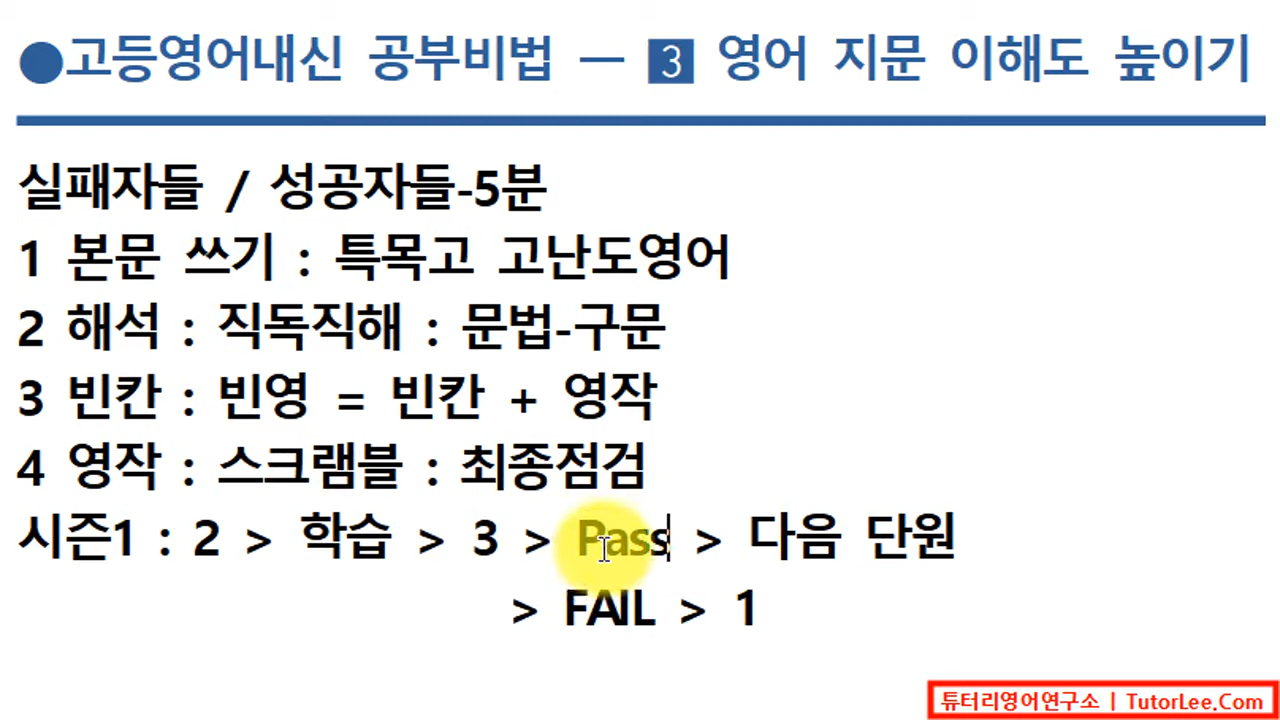 ●고등영어내신 공부비법 — 3 영어 지문 이해도 높이기
실패자들 / 성공자들-5분
1 본문 쓰기 : 특목고 고난도영어
2 해석 : 직독직해 : 문법-구문
3 빈칸 : 빈영 = 빈칸 + 영작
4 영작 : 스크램블 : 최종점검
시즌1 : 2 > 학습 > 3 > Pass > 다음 단원
> FAIL > 1
튜터리영어연구소 | TutorLee.Com